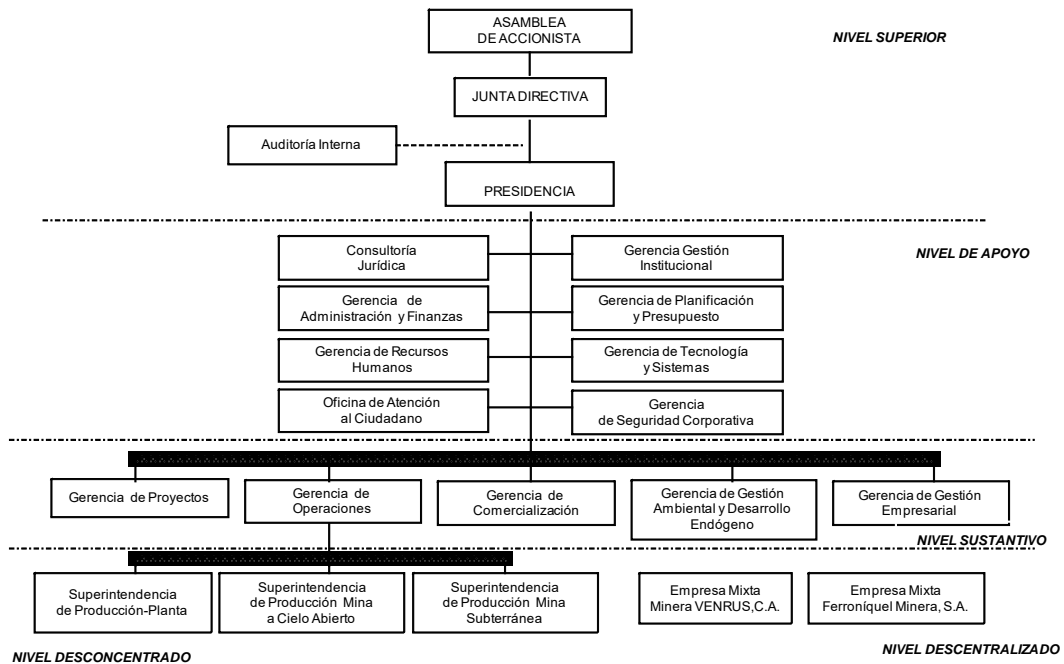 ASAMBLEA
DE ACCIONISTA
NIVEL SUPERIOR
JUNTA DIRECTIVA
Auditoría Interna
PRESIDENCIA
NIVEL DE APOYO
Consultoría
Jurídica
Gerencia Gestión
Institucional
Gerencia de
Administración y Finanzas
Gerencia de Planificación
y Presupuesto
Gerencia de Recursos
Humanos
Gerencia de Tecnología
y Sistemas
Oficina de Atención
al Ciudadano
Gerencia
de Seguridad Corporativa
Gerencia de Proyectos
Gerencia de
Operaciones
Gerencia de
Comercialización
Gerencia de Gestión
Ambiental y Desarrollo
Endógeno
Gerencia de Gestión
Empresarial
NIVEL SUSTANTIVO
Superintendencia
de Producción-Planta
Superintendencia
de Producción Mina
a Cielo Abierto
Superintendencia
de Producción Mina
Subterránea
Empresa Mixta
Minera VENRUS,C.A.
Empresa Mixta
Ferroníquel Minera, S.A.
NIVEL DESCONCENTRADO
NIVEL DESCENTRALIZADO